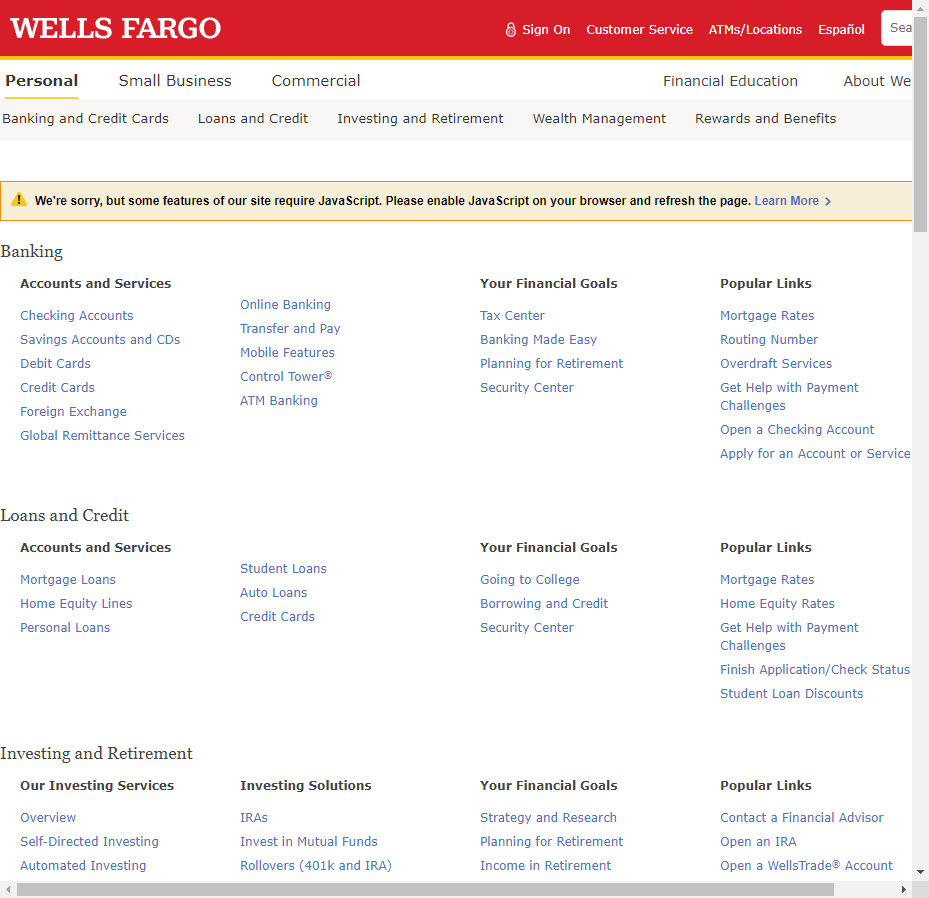 WELLS FARGO
Sign On Customer Service ATMs/Locations Español
Personal Small Business Commercial Financial Education About
Banking and Credit Cards Loans and Credit Investing and Retirement Wealth Management Rewards and Benefits
We're sorry, but some features of our site require JavaScript. Please enable JavaScript on your browser and refresh the page. Learn More
Banking
Accounts and Services
Checking Accounts
Savings Accounts and CDs
Debit Cards
Credit Cards
Foreign Exchange
Global Remittance Services
Online Banking
Transfer and Pay
Mobile Features
Control Tower®
ATM Banking
Your Financial Goals
Tax Center
Banking Made Easy
Planning for Retirement
Security Center
Popular Links
Mortgage Rates
Routing Number
Overdraft Services
Get Help with Payment
Challenges
Open a Checking Account
Apply for an Account or Service
Loans and Credit
Accounts and Services
Mortgage Loans
Home Equity Lines
Personal Loans
Student Loans
Auto Loans
Credit Cards
Your Financial Goals
Going to College
Borrowing and Credit
Security Center
Popular Links
Mortgage Rates
Home Equity Rates
Get Help with Payment
Challenges
Finish Application/Check Status
Student Loan Discounts
Investing and Retirement
Our Investing Services
Overview
Self-Directed Investing
Automated Investing
Investing Solutions
IRAs
Invest in Mutual Funds
Rollovers (401k and IRA)
Your Financial Goals
Strategy and Research
Planning for Retirement
Income in Retirement
Popular Links
Contact a Financial Advisor
Open an IRA
Open a WellsTrade® Account